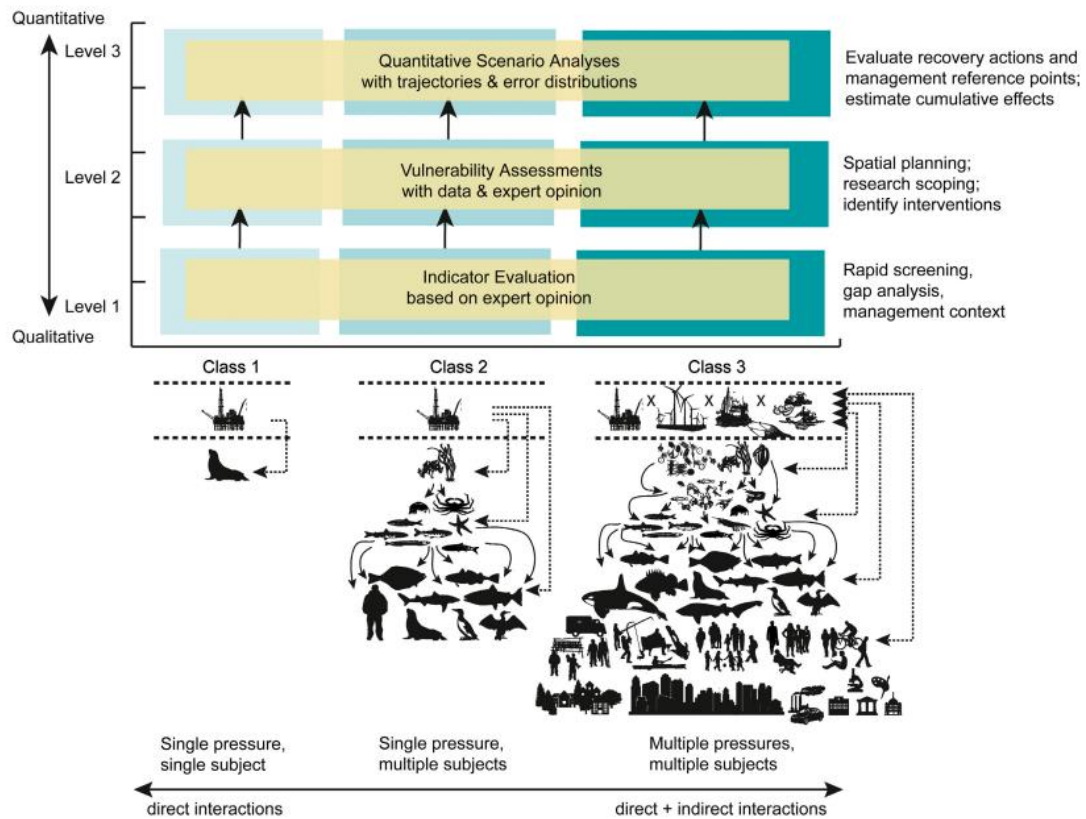 Quantitative
Level 3
Quantitative Scenario Analyses
with trajectories & error distributions
Evaluate recovery actions and
management reference points;
estimate cumulative effects
Level 2
Vulnerability Assessments
with data & expert opinion
Spatial planning;
research scoping;
identify interventions
Level 1
Indicator Evaluation
based on expert opinion
Rapid screening,
gap analysis,
management context
Qualitative
Class 1
Class 2
Class 3
X X X
Single pressure,
single subject
Single pressure,
multiple subjects
Multiple pressures,
multiple subjects
direct interactions
direct + indirect interactions